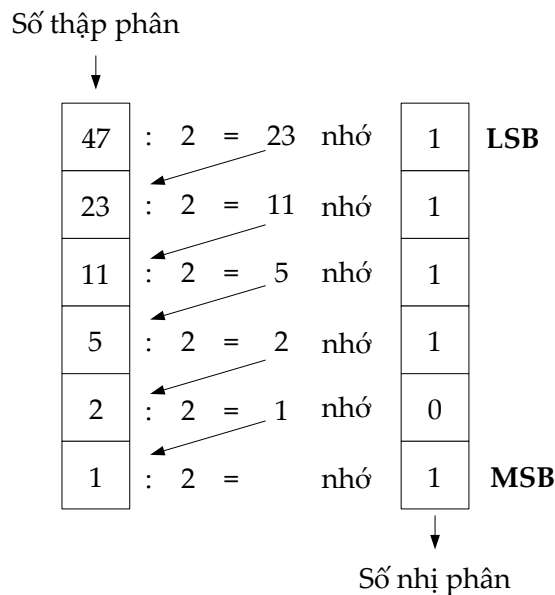 Số thập phân
47 : 2 = 23 nhớ 1 LSB
23 : 2 = 11 nhớ 1
11 : 2 = 5 nhớ 1
5 : 2 = 2 nhớ 1
2 : 2 = 1 nhớ 0
1 : 2 = nhớ 1 MSB
Số nhị phân